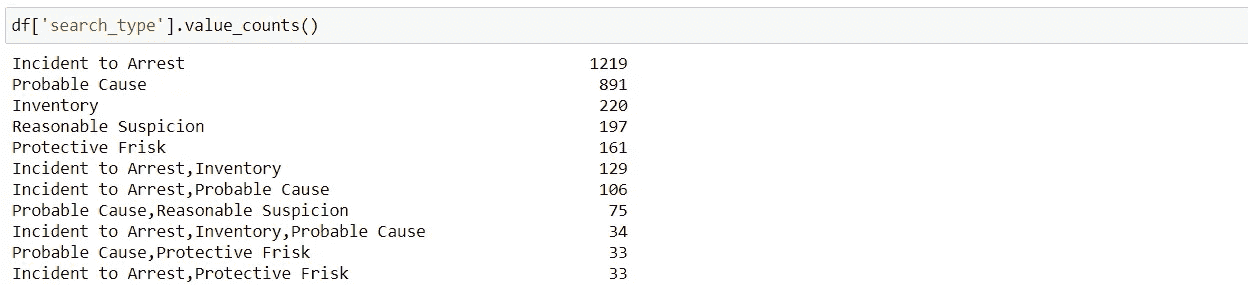 df['search_type'].value_counts()
Incident to Arrest 1219
Probable Cause 891
Inventory 220
Reasonable Suspicion 197
Protective Frisk 161
Incident to Arrest,Inventory 129
Incident to Arrest,Probable Cause 106
Probable Cause,Reasonable Suspicion 75
Incident to Arrest,Inventory,Probable Cause 34
Probable Cause,Protective Frisk 33
Incident to Arrest,Protective Frisk 33